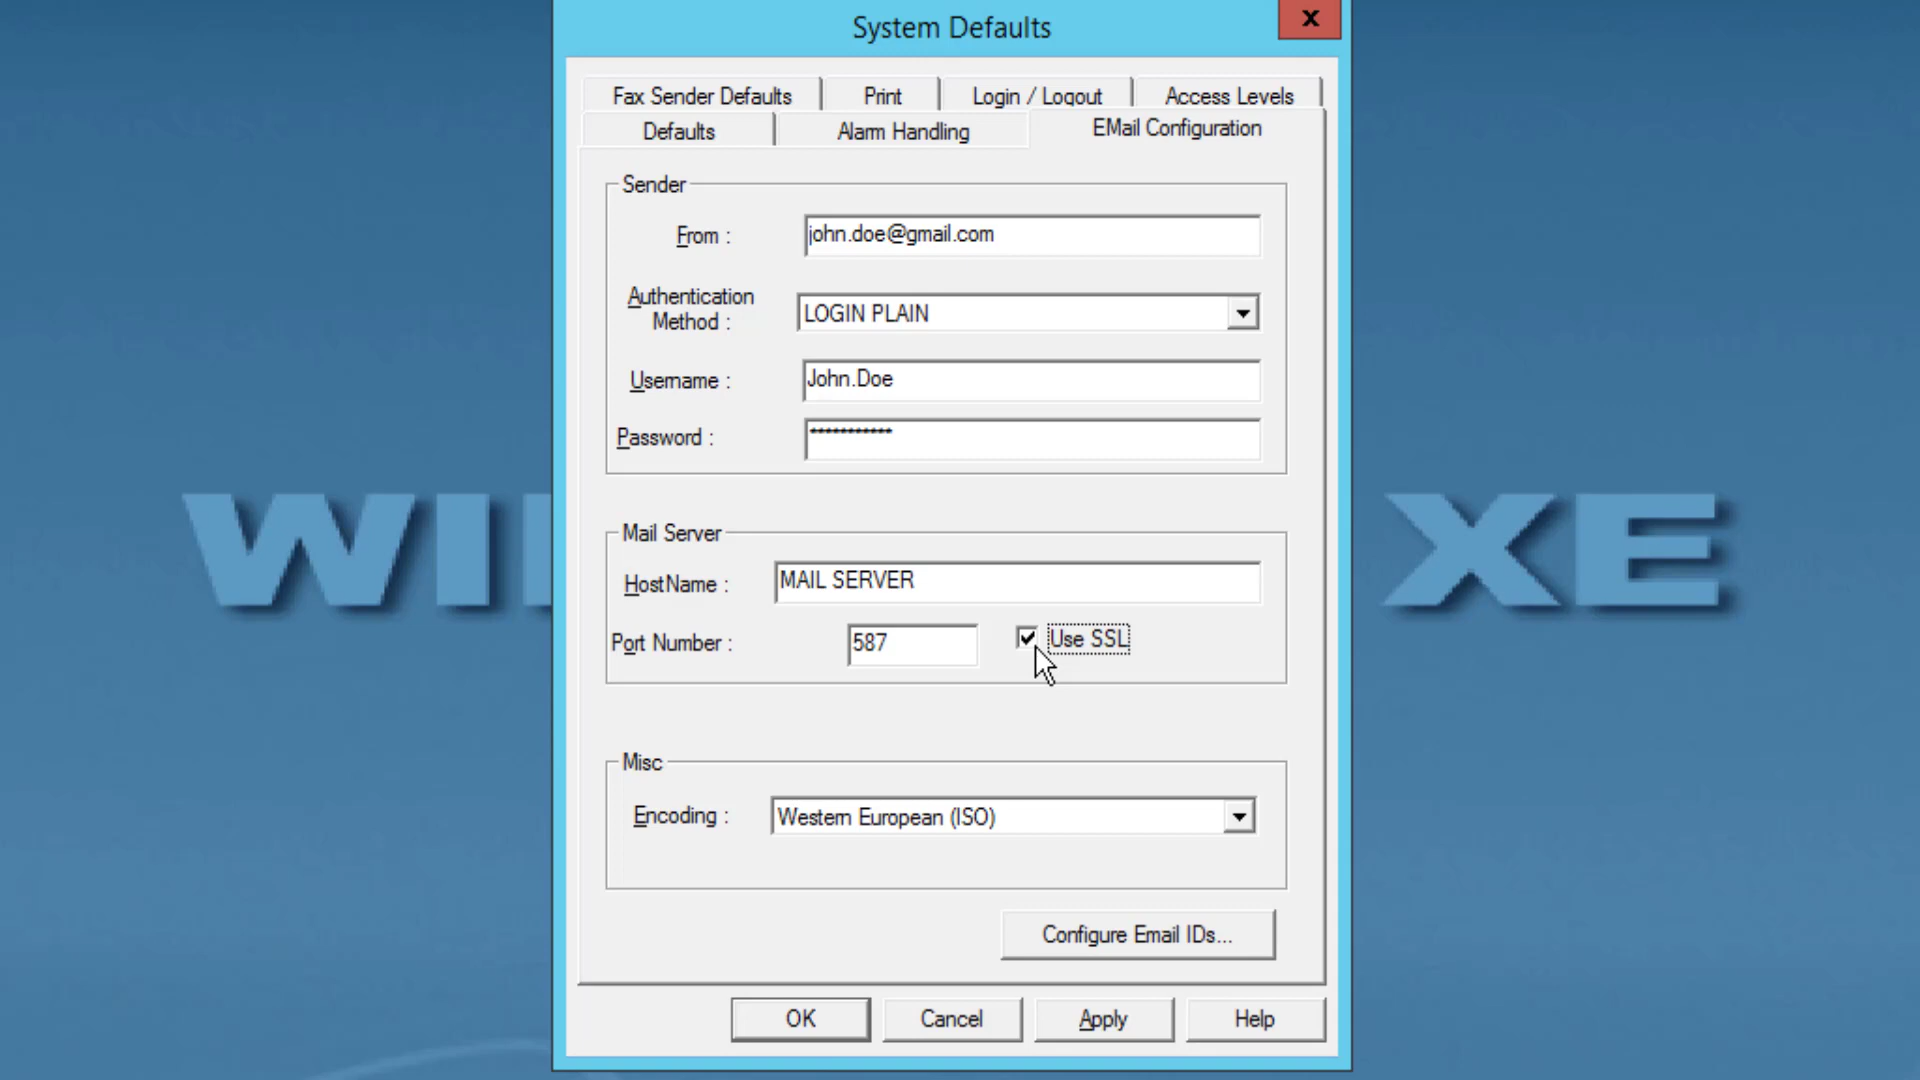 System Defaults
x
Fax Sender Defaults Print Login / Logout Access Levels
Defaults Alarm Handling EMail Configuration
Sender
From : john.doe@gmail.com
Authentication
Method : LOGIN PLAIN
Username : John.Doe
Password : ***********
WI XE
Mail Server
HostName : MAIL SERVER
Port Number : 587 Use SSL
Misc
Encoding : Western European (ISO)
Configure Email IDs...
OK Cancel Apply Help